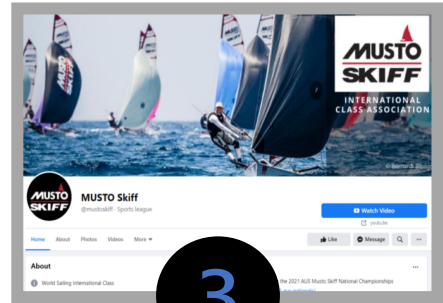 MUSTO
SKIFF
INTERNATIONAL
CLASS ASSOCIATION
MUSTO
SKIFF
MUSTO Skiff
@mustoskiff · Sports league
Watch Video
youtube
Home About Photos Videos More
Like Message
About
World Sailing International Class
the 2021 AUS Musto Skiff National Championships
3